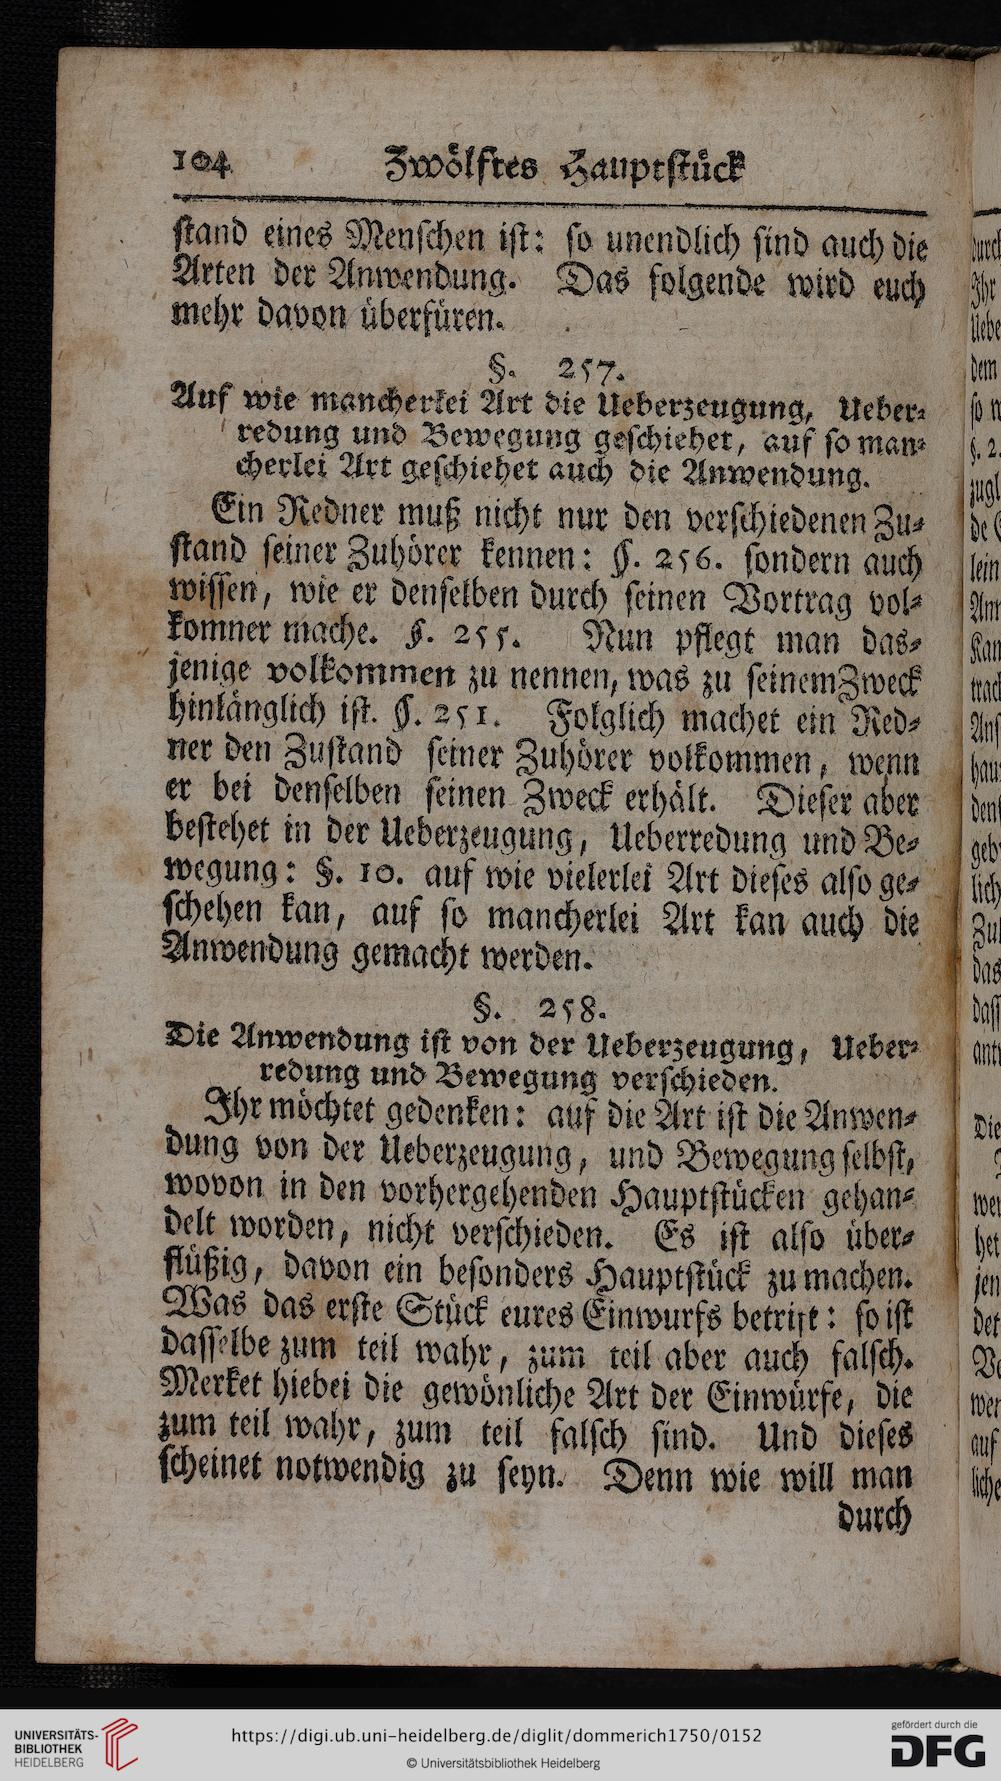 104 Zwölftes Hauptstück
stand eines Menschen ist: so unendlich sind auch die
Arten der Anwendung. Das folgende wird euch
mehr davon überfüren.
§. 257.
Auf wie mancherlei Art die Ueberzeugung, Ueber-
redung und Bewegung geschiehet, auf so man-
cherlei Art geschiehet auch die Anwendung.
Ein Redner muß nicht nur den verschiedenen Zu-
stand seiner Zuhörer kennen: §. 256. sondern auch
wissen, wie er denselben durch seinen Vortrag vol-
komner mache. §. 255. Nun pflegt man das-
jenige volkommen zu nennen, was zu seinem Zweck
hinlänglich ist. §. 251. Folglich machet ein Red-
ner den Zustand seiner Zuhörer volkommen, wenn
er bei denselben seinen Zweck erhält. Dieser aber
bestehet in der Ueberzeugung, Ueberredung und Be-
wegung: §. 10. auf wie vielerlei Art dieses also ge-
schehen kan, auf so mancherlei Art kan auch die
Anwendung gemacht werden.
§. 258.
Die Anwendung ist von der Ueberzeugung, Ueber-
redung und Bewegung verschieden.
Ihr möchtet gedenken: auf die Art ist die Anwen-
dung von der Ueberzeugung, und Bewegung selbst,
wovon in den vorhergehenden Hauptstücken gehan-
delt worden, nicht verschieden. Es ist also über-
flüßig, davon ein besonders Hauptstück zu machen.
Was das erste Stück eures Einwurfs betrift: so ist
dasselbe zum teil wahr, zum teil aber auch falsch.
Merket hiebei die gewönliche Art der Einwürfe, die
zum teil wahr, zum teil falsch sind. Und dieses
scheinet notwendig zu seyn. Denn wie will man
durch
UNIVERSITÄTS-
BIBLIOTHEK
HEIDELBERG
https://digi.ub.uni-heidelberg.de/diglit/dommerich1750/0152
© Universitätsbibliothek Heidelberg
gefördert durch die
DFG